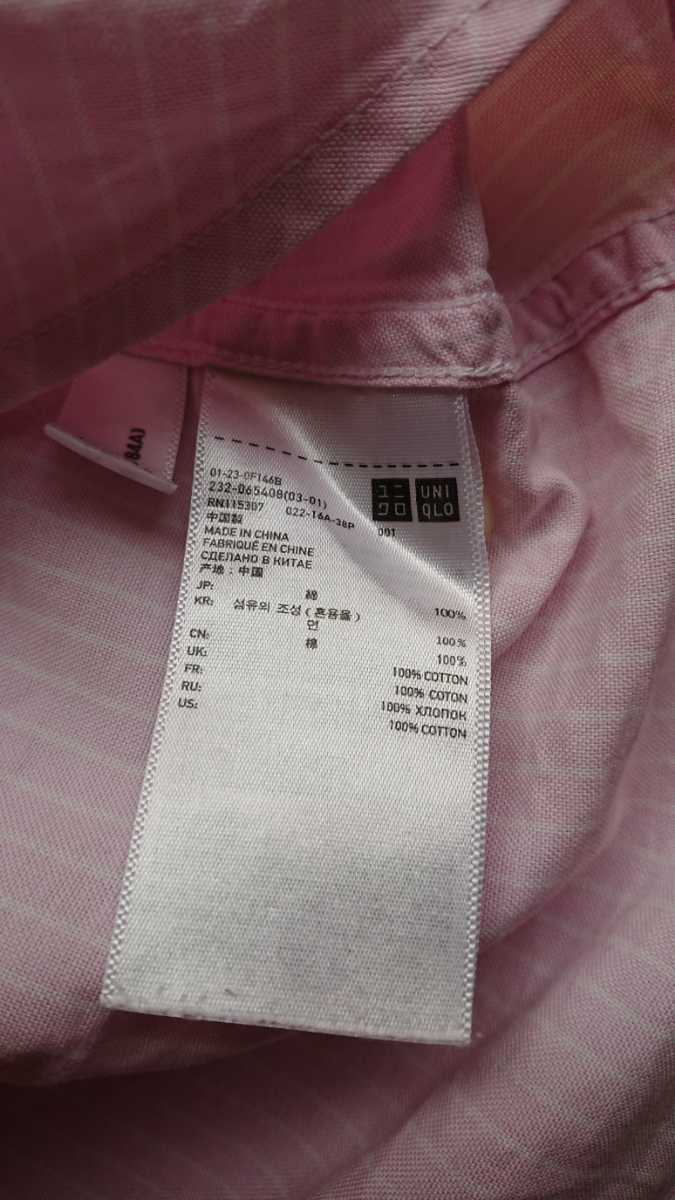 84A)
01-23-0F146B
232-065408(03-01)
RN115307 022-16A-38P 001
ユニ
クロ
UNI
QLO
中国製
MADE IN CHINA
FABRIQUÉ EN CHINE
СДЕЛАНО В КИТАЕ
产地：中国
JP: 綿 100%
KR: 섬유의 조성(혼용율)
면 100%
CN: 棉 100%
UK: 100% COTTON
FR: 100% COTON
RU: 100% ХЛОПОК
US: 100% COTTON